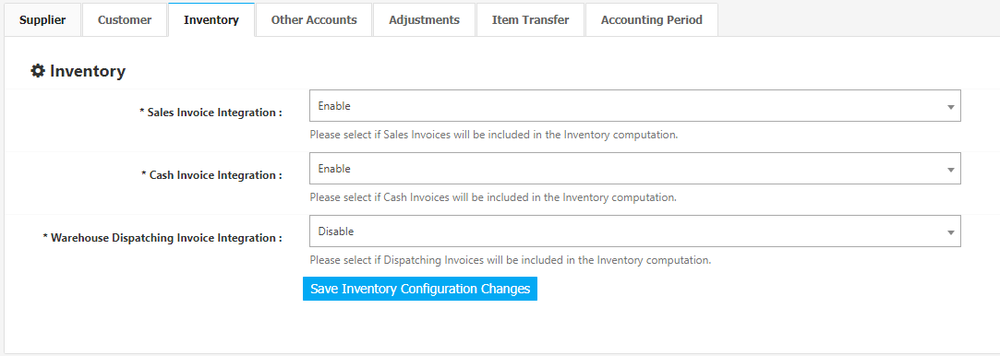 Supplier Customer Inventory Other Accounts Adjustments Item Transfer Accounting Period
Inventory
* Sales Invoice Integration : Enable
Please select if Sales Invoices will be included in the Inventory computation.
* Cash Invoice Integration : Enable
Please select if Cash Invoices will be included in the Inventory computation.
* Warehouse Dispatching Invoice Integration : Disable
Please select if Dispatching Invoices will be included in the Inventory computation.
Save Inventory Configuration Changes